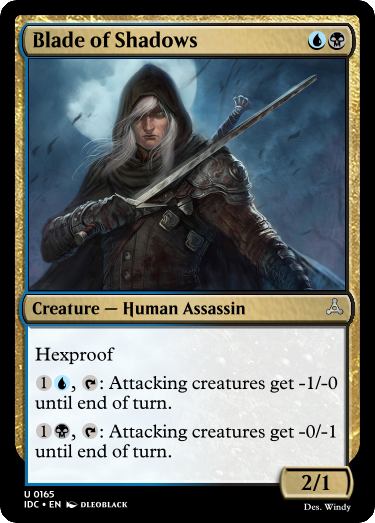 Blade of Shadows
Creature — Human Assassin
Hexproof
1, : Attacking creatures get -1/-0
until end of turn.
1, : Attacking creatures get -0/-1
until end of turn.
2/1
U 0165
IDC • EN DLEOBLACK
Des. Windy